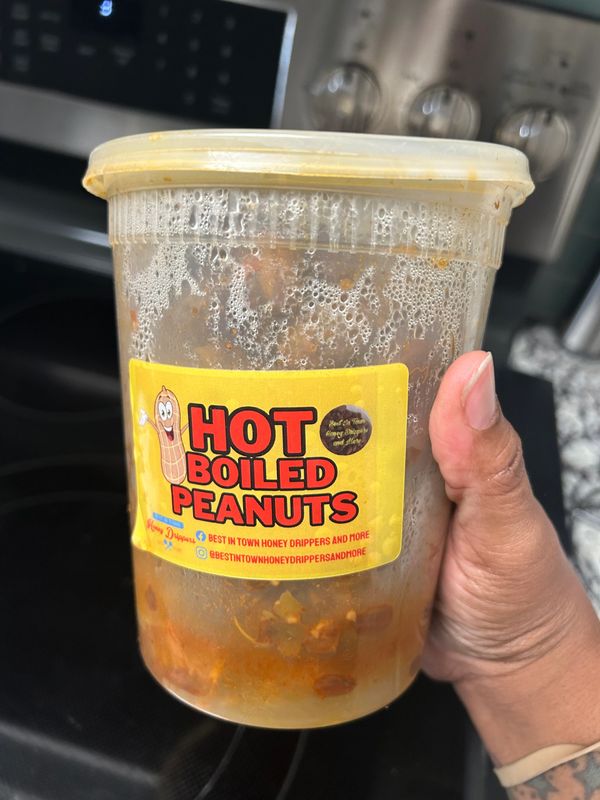 HOT
BOILED
PEANUTS
Best in Town
Honey Drippers
and More
Honey Drippers
BEST IN TOWN HONEY DRIPPERS AND MORE
@BESTINTOWNHONEYDRIPPERSANDMORE